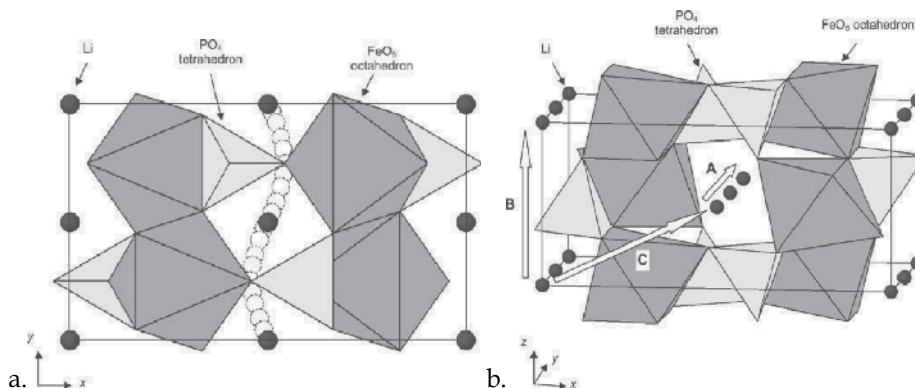 Li
PO₄
tetrahedron
FeO₆
octahedron
y
x
a.
PO₄
tetrahedron
FeO₆ octahedron
Li
A
B
C
z
y
x
b.